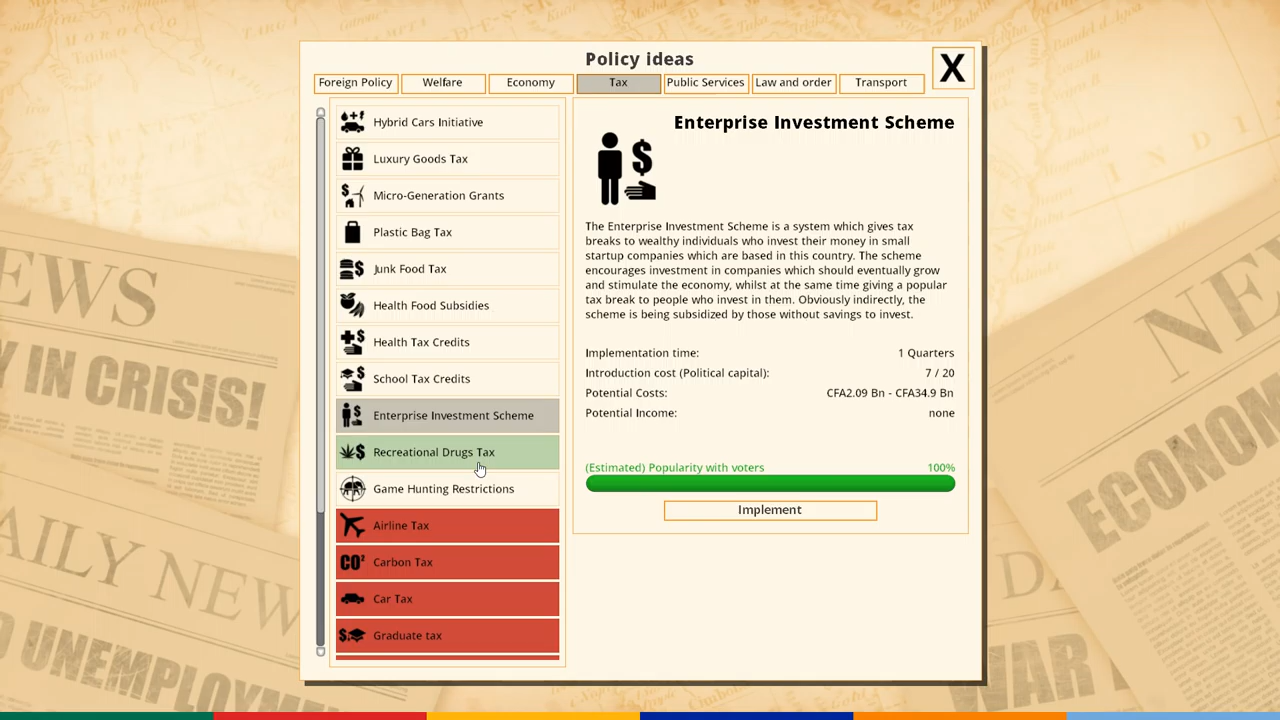 Policy ideas
X
Foreign Policy
Welfare
Economy
Tax
Public Services
Law and order
Transport
Hybrid Cars Initiative
Luxury Goods Tax
Micro-Generation Grants
Plastic Bag Tax
Junk Food Tax
Health Food Subsidies
Health Tax Credits
School Tax Credits
Enterprise Investment Scheme
Recreational Drugs Tax
Game Hunting Restrictions
Airline Tax
CO² Carbon Tax
Car Tax
Graduate tax
Enterprise Investment Scheme
The Enterprise Investment Scheme is a system which gives tax
breaks to wealthy individuals who invest their money in small
startup companies which are based in this country. The scheme
encourages investment in companies which should eventually grow
and stimulate the economy, whilst at the same time giving a popular
tax break to people who invest in them. Obviously indirectly, the
scheme is being subsidized by those without savings to invest.
Implementation time: 1 Quarters
Introduction cost (Political capital): 7 / 20
Potential Costs: CFA2.09 Bn - CFA34.9 Bn
Potential Income: none
(Estimated) Popularity with voters 100%
Implement
NEWS
Y IN CRISIS!
AILY NEW
UNEMPLOYM
NE
ECONOM
WAR